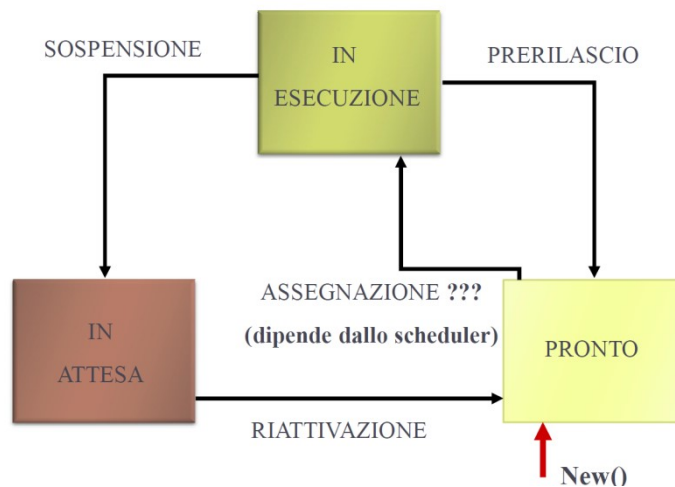 SOSPENSIONE
IN
ESECUZIONE
PRERILASCIO
ASSEGNAZIONE ???
(dipende dallo scheduler)
IN
ATTESA
PRONTO
RIATTIVAZIONE
New()